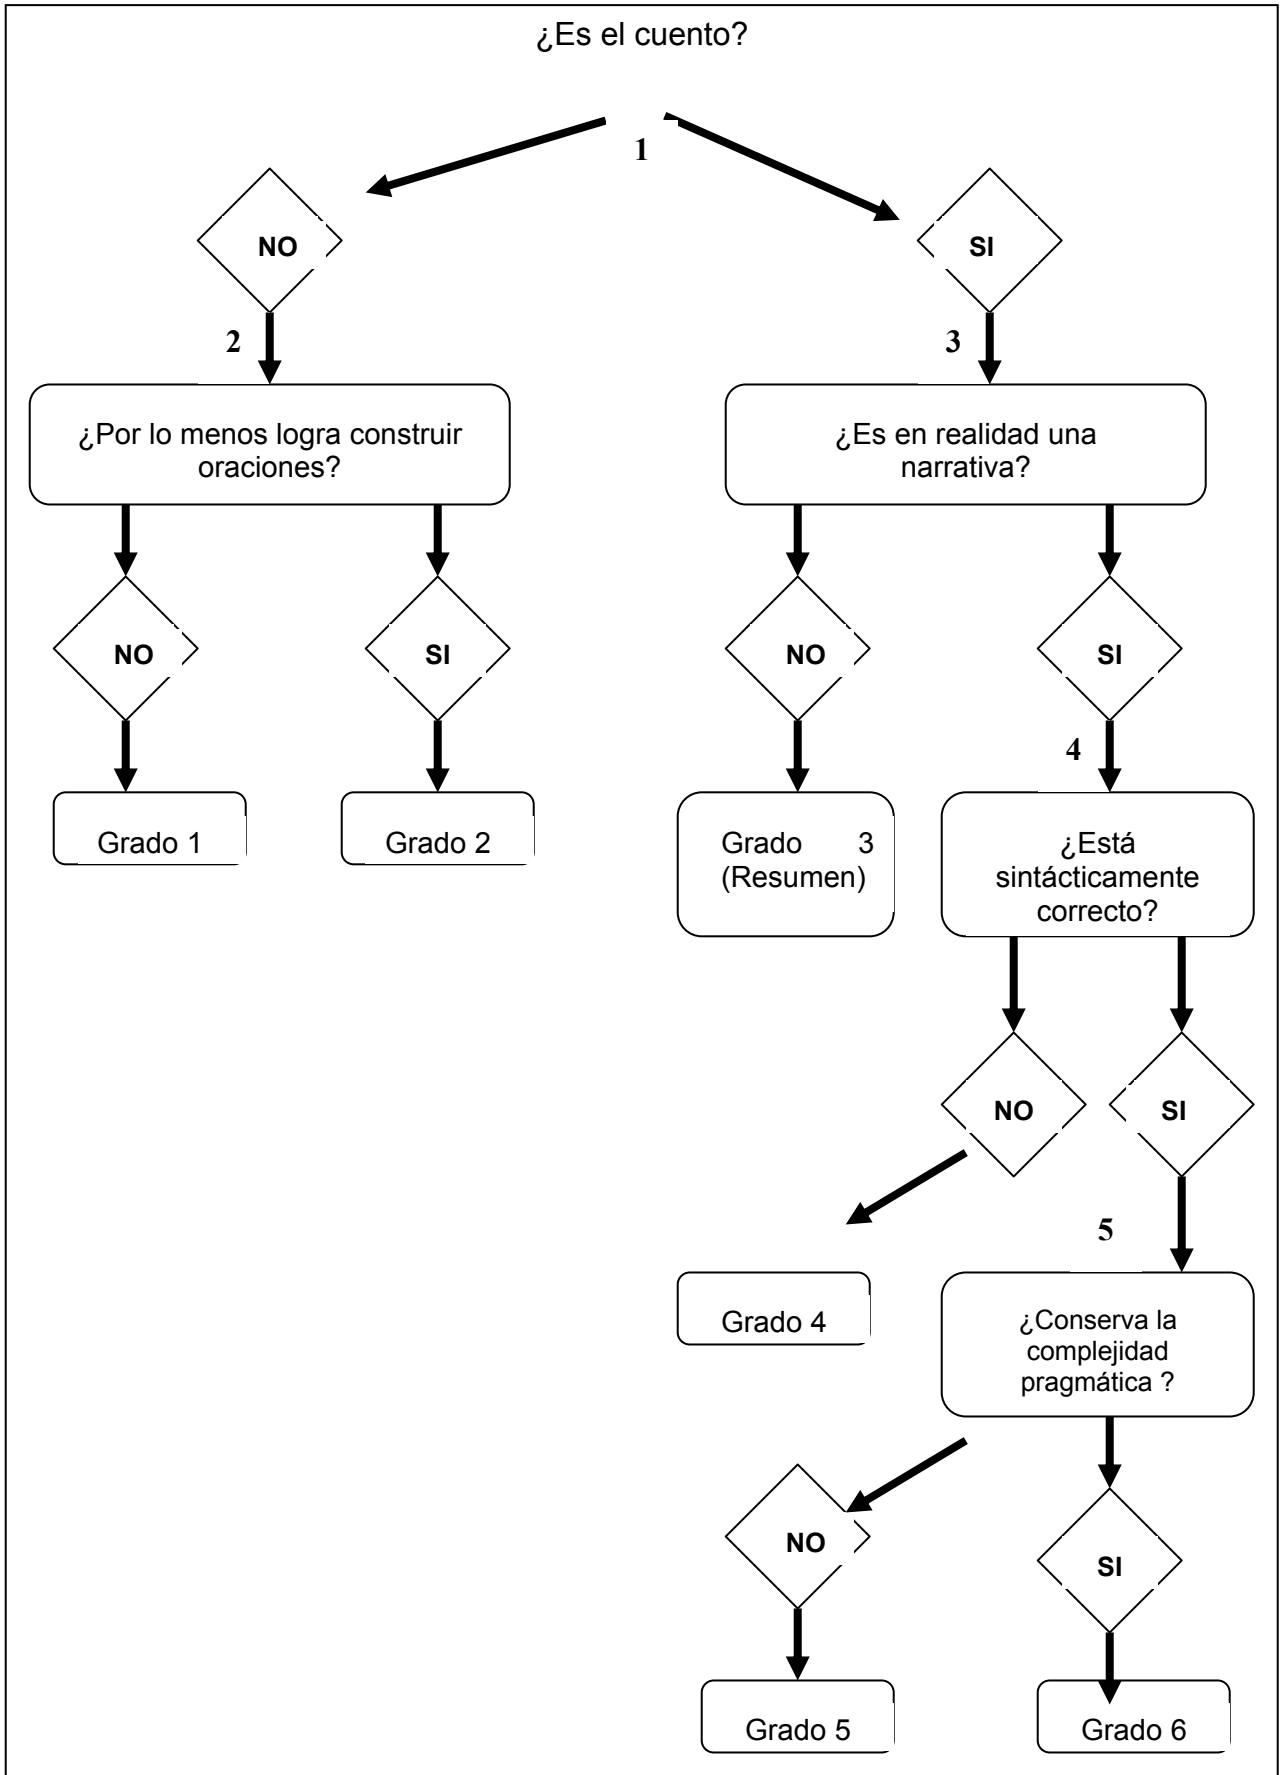 ¿Es el cuento?
1
NO
SI
2
3
¿Por lo menos logra construir
oraciones?
¿Es en realidad una
narrativa?
NO
SI
NO
SI
4
Grado 1
Grado 2
Grado 3
(Resumen)
¿Está
sintácticamente
correcto?
NO
SI
5
Grado 4
¿Conserva la
complejidad
pragmática ?
NO
SI
Grado 5
Grado 6